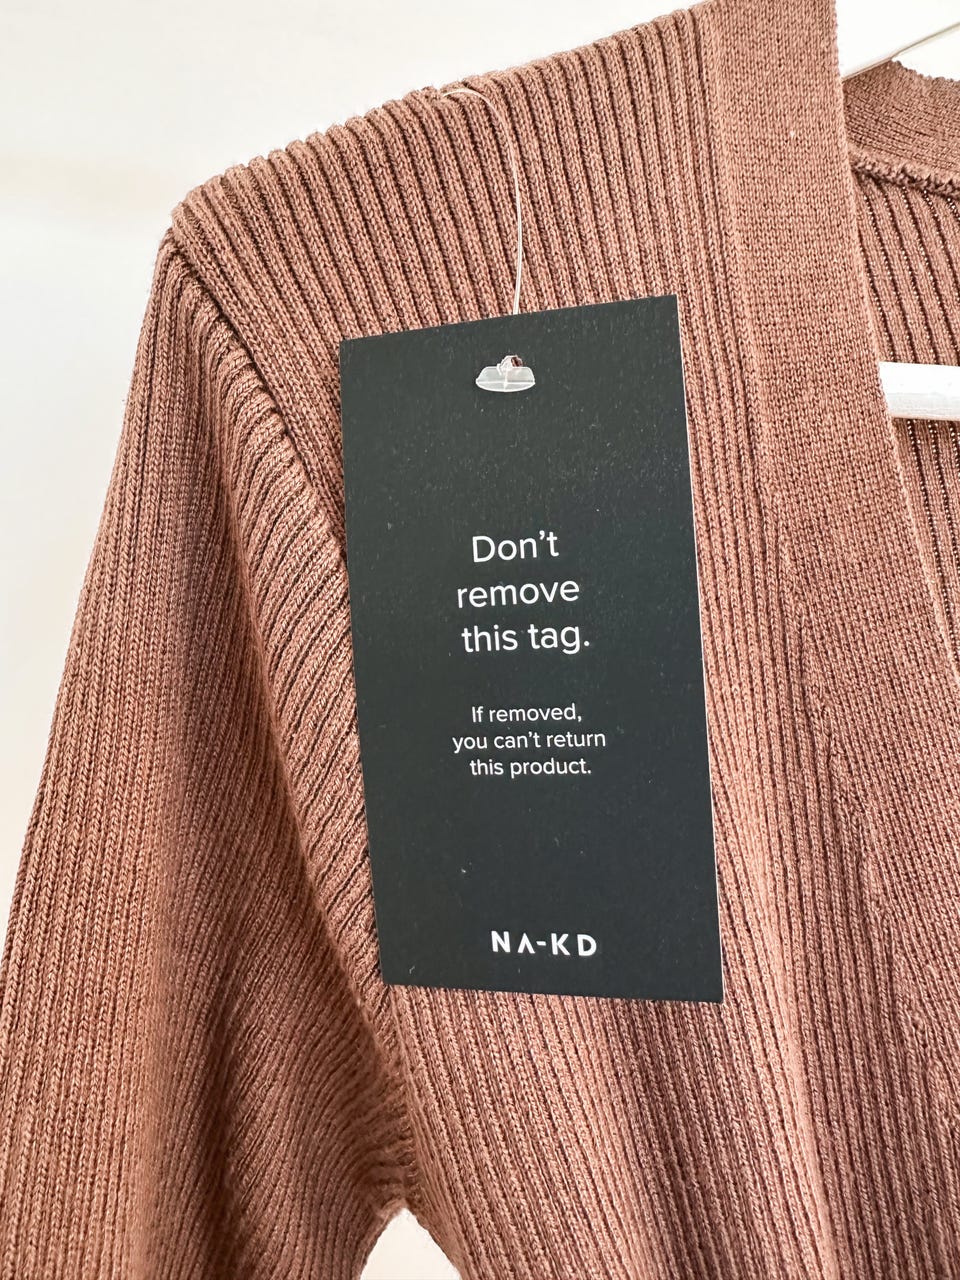 Don't
remove
this tag.
If removed,
you can't return
this product.
NA-KD